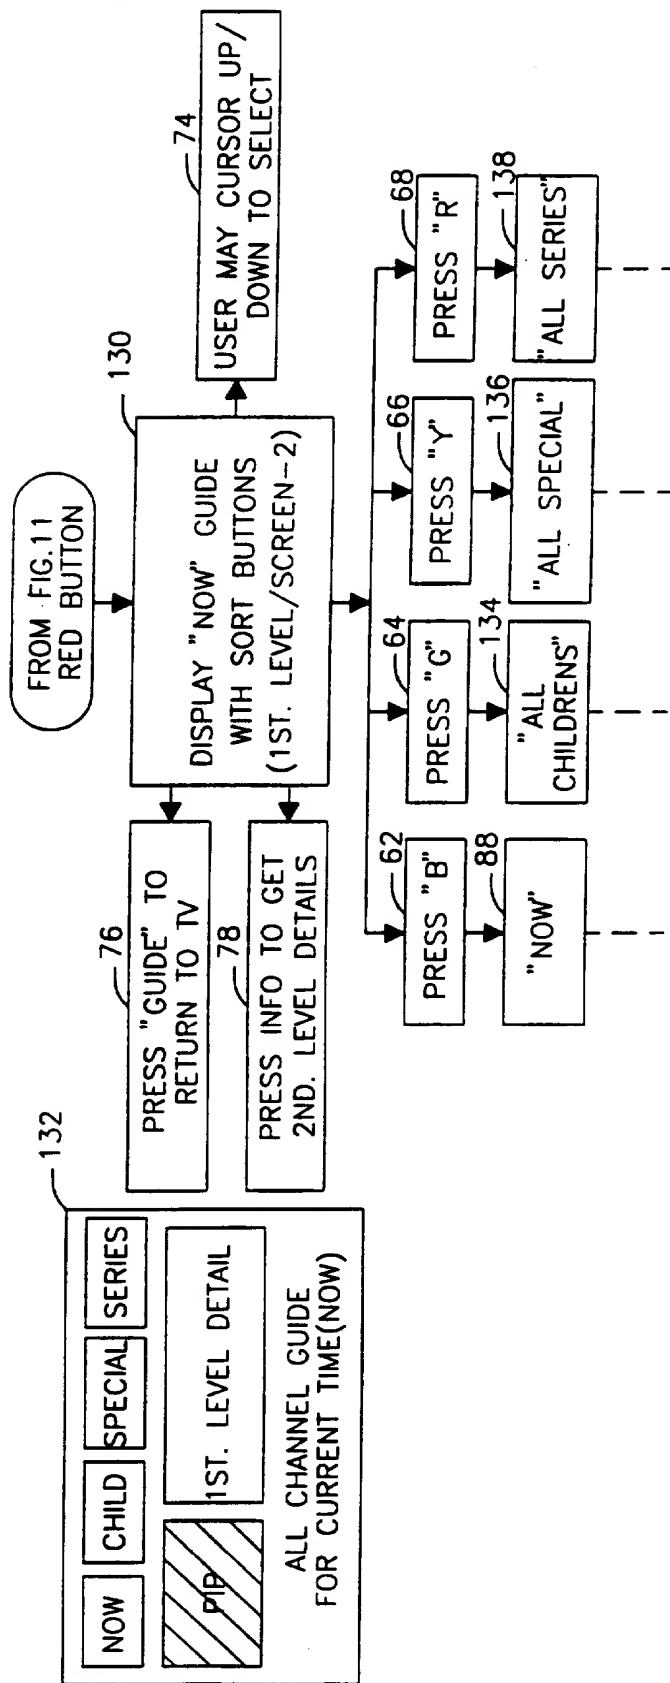 FROM FIG.11
RED BUTTON
130
DISPLAY "NOW" GUIDE
WITH SORT BUTTONS
(1ST. LEVEL/SCREEN-2)
74
USER MAY CURSOR UP/
DOWN TO SELECT
76
PRESS "GUIDE" TO
RETURN TO TV
78
PRESS INFO TO GET
2ND. LEVEL DETAILS
132
NOW
CHILD
SPECIAL
SERIES
PIP
1ST. LEVEL DETAIL
ALL CHANNEL GUIDE
FOR CURRENT TIME(NOW)
62
PRESS "B"
88
"NOW"
64
PRESS "G"
134
"ALL
CHILDRENS"
66
PRESS "Y"
136
"ALL SPECIAL"
68
PRESS "R"
138
"ALL SERIES"